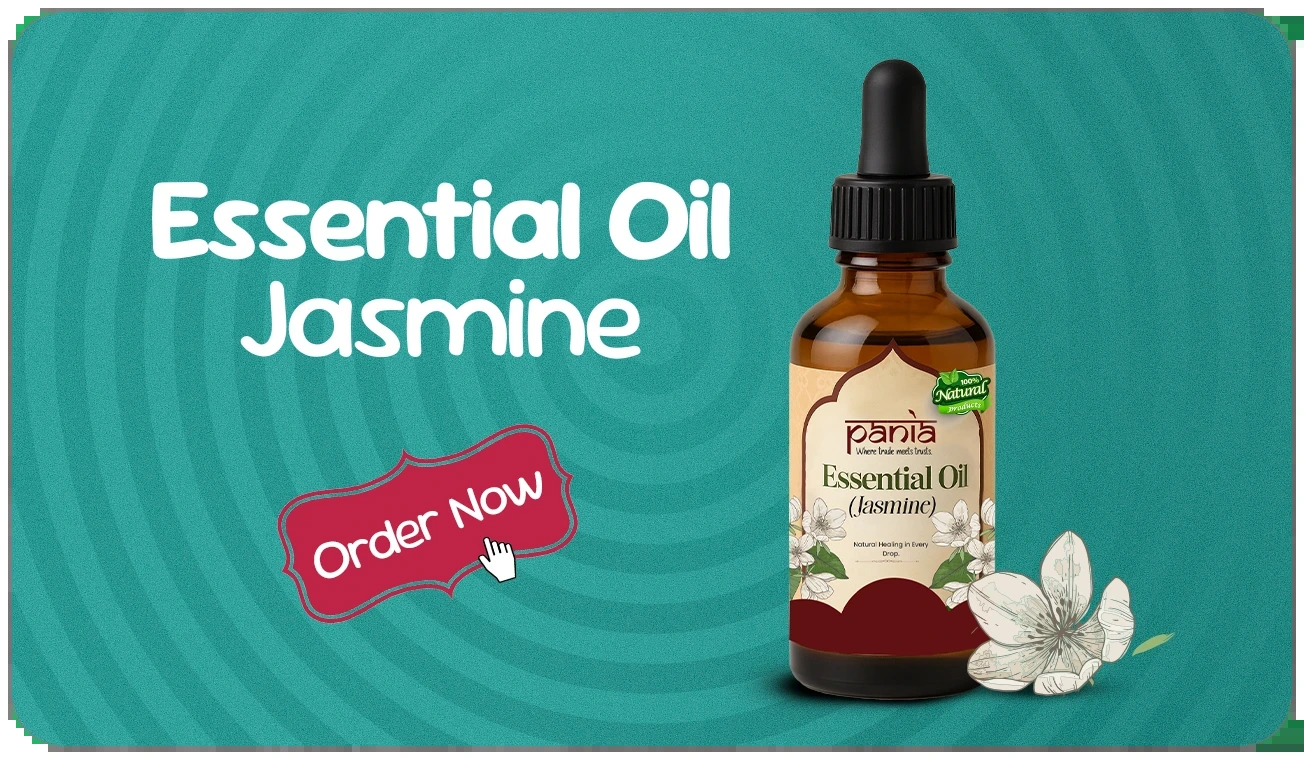 Essential Oil
Jasmine
Order Now
100%
Natural
Products
pania
Where trade meets trusts.
Essential Oil
(Jasmine)
Natural Healing in Every
Drop.